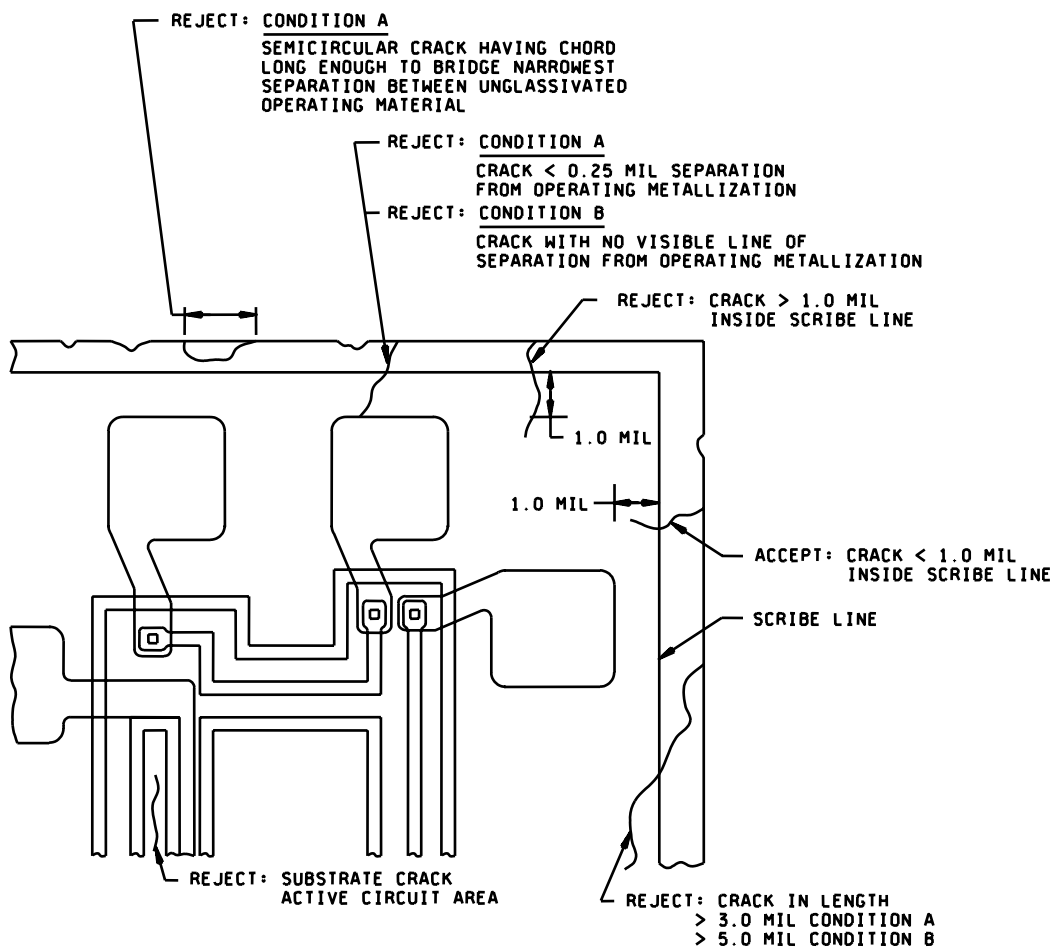 REJECT: CONDITION A
SEMICIRCULAR CRACK HAVING CHORD
LONG ENOUGH TO BRIDGE NARROWEST
SEPARATION BETWEEN UNGLASSIVATED
OPERATING MATERIAL
REJECT: CONDITION A
CRACK < 0.25 MIL SEPARATION
FROM OPERATING METALLIZATION
REJECT: CONDITION B
CRACK WITH NO VISIBLE LINE OF
SEPARATION FROM OPERATING METALLIZATION
REJECT: CRACK > 1.0 MIL
INSIDE SCRIBE LINE
1.0 MIL
1.0 MIL
ACCEPT: CRACK < 1.0 MIL
INSIDE SCRIBE LINE
SCRIBE LINE
REJECT: SUBSTRATE CRACK
ACTIVE CIRCUIT AREA
REJECT: CRACK IN LENGTH
> 3.0 MIL CONDITION A
> 5.0 MIL CONDITION B